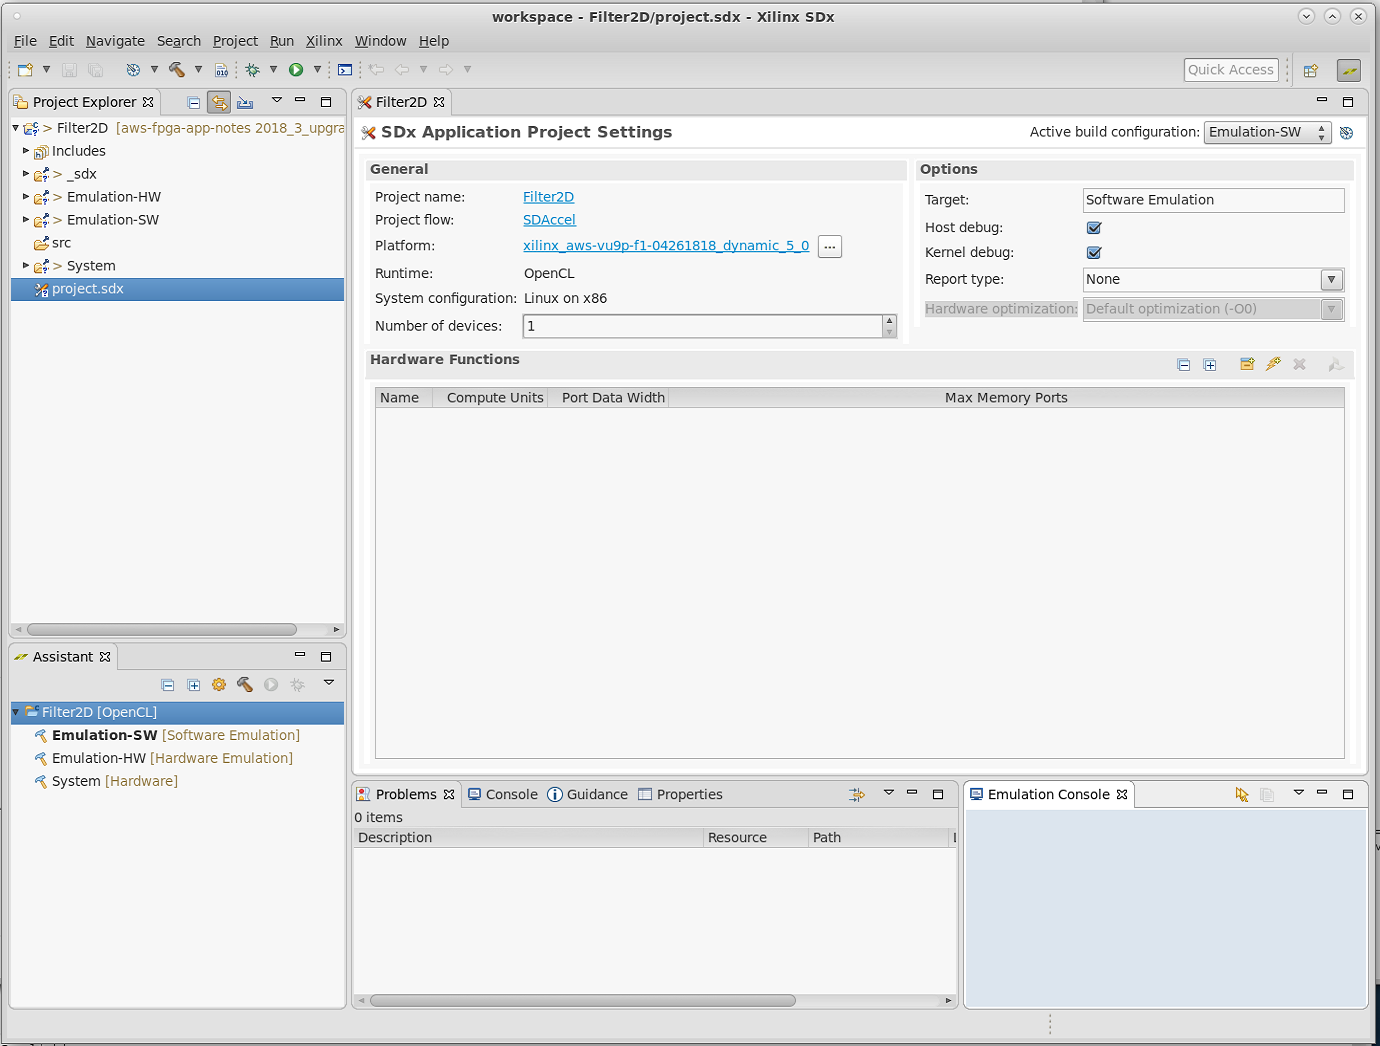 workspace - Filter2D/project.sdx - Xilinx SDx
File Edit Navigate Search Project Run Xilinx Window Help
010
Quick Access
Project Explorer
> Filter2D [aws-fpga-app-notes 2018_3_upgra
Includes
> _sdx
> Emulation-HW
> Emulation-SW
src
> System
project.sdx
Filter2D
SDx Application Project Settings
Active build configuration: Emulation-SW
General
Project name: Filter2D
Project flow: SDAccel
Platform: xilinx_aws-vu9p-f1-04261818_dynamic_5_0 ...
Runtime: OpenCL
System configuration: Linux on x86
Number of devices: 1
Options
Target: Software Emulation
Host debug:
Kernel debug:
Report type: None
Hardware optimization: Default optimization (-O0)
Hardware Functions
Name Compute Units Port Data Width Max Memory Ports
Assistant
Filter2D [OpenCL]
Emulation-SW [Software Emulation]
Emulation-HW [Hardware Emulation]
System [Hardware]
Problems Console Guidance Properties
0 items
Description Resource Path
Emulation Console